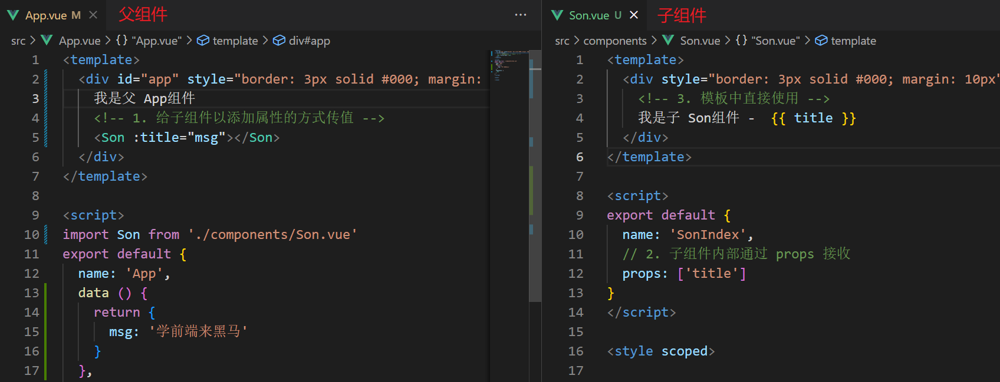 App.vue M 父组件
src > App.vue > {} "App.vue" > template > div#app
1 <template>
2 <div id="app" style="border: 3px solid #000; margin:
3 我是父 App组件
4 <!-- 1. 给子组件以添加属性的方式传值 -->
5 <Son :title="msg"></Son>
6 </div>
7 </template>
8
9 <script>
10 import Son from './components/Son.vue'
11 export default {
12 name: 'App',
13 data () {
14 return {
15 msg: '学前端来黑马'
16 }
17 },
Son.vue U 子组件
src > components > Son.vue > {} "Son.vue" > template
1 <template>
2 <div style="border: 3px solid #000; margin: 10px"
3 <!-- 3. 模板中直接使用 -->
4 我是子 Son组件 - {{ title }}
5 </div>
6 </template>
7
8 <script>
9 export default {
10 name: 'SonIndex',
11 // 2. 子组件内部通过 props 接收
12 props: ['title']
13 }
14 </script>
15
16 <style scoped>
17